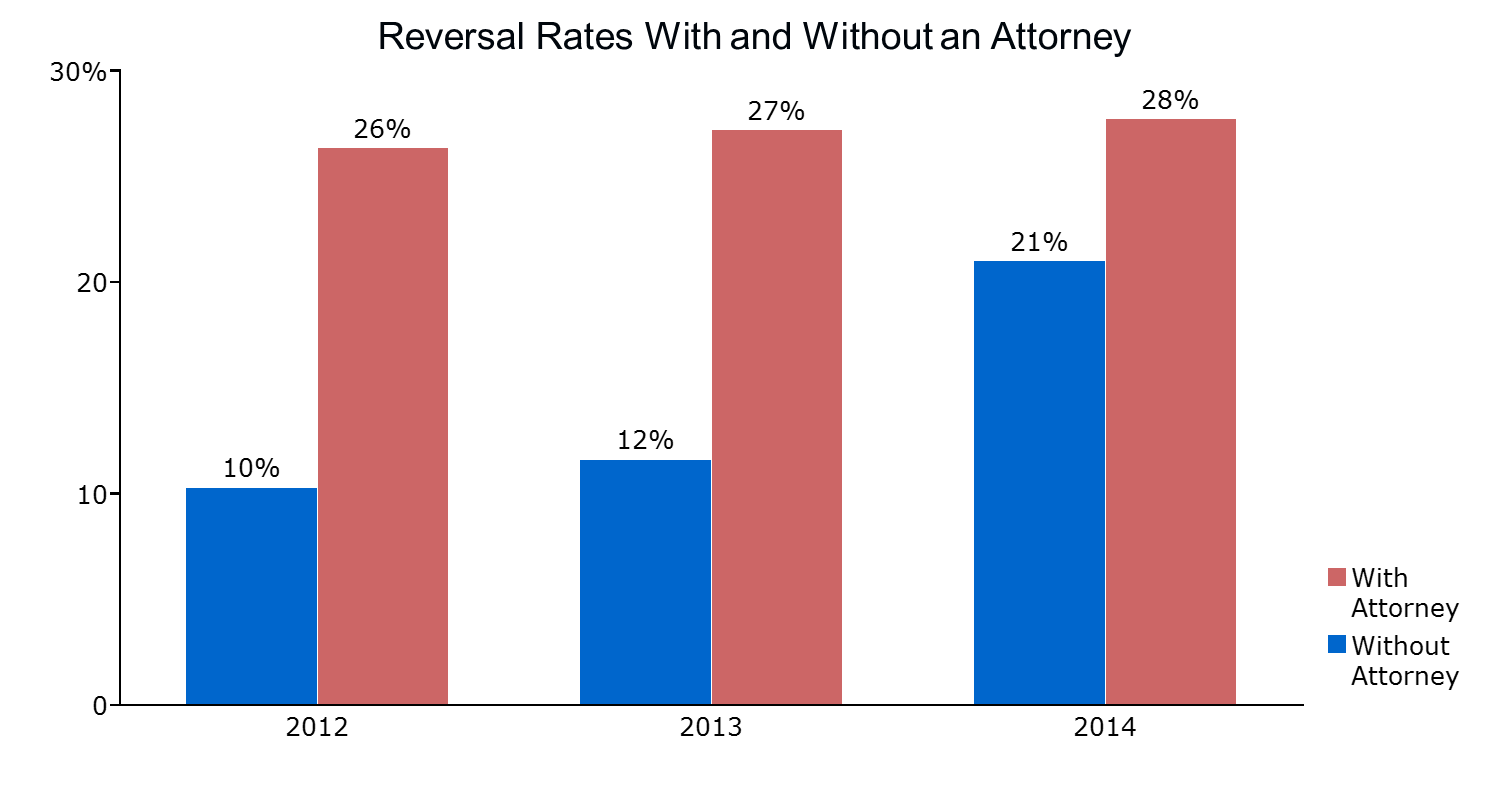 Reversal Rates With and Without an Attorney
30%
28%
27%
26%
20
21%
12%
10%
10
With
Attorney
Without
Attorney
0
2012
2013
2014